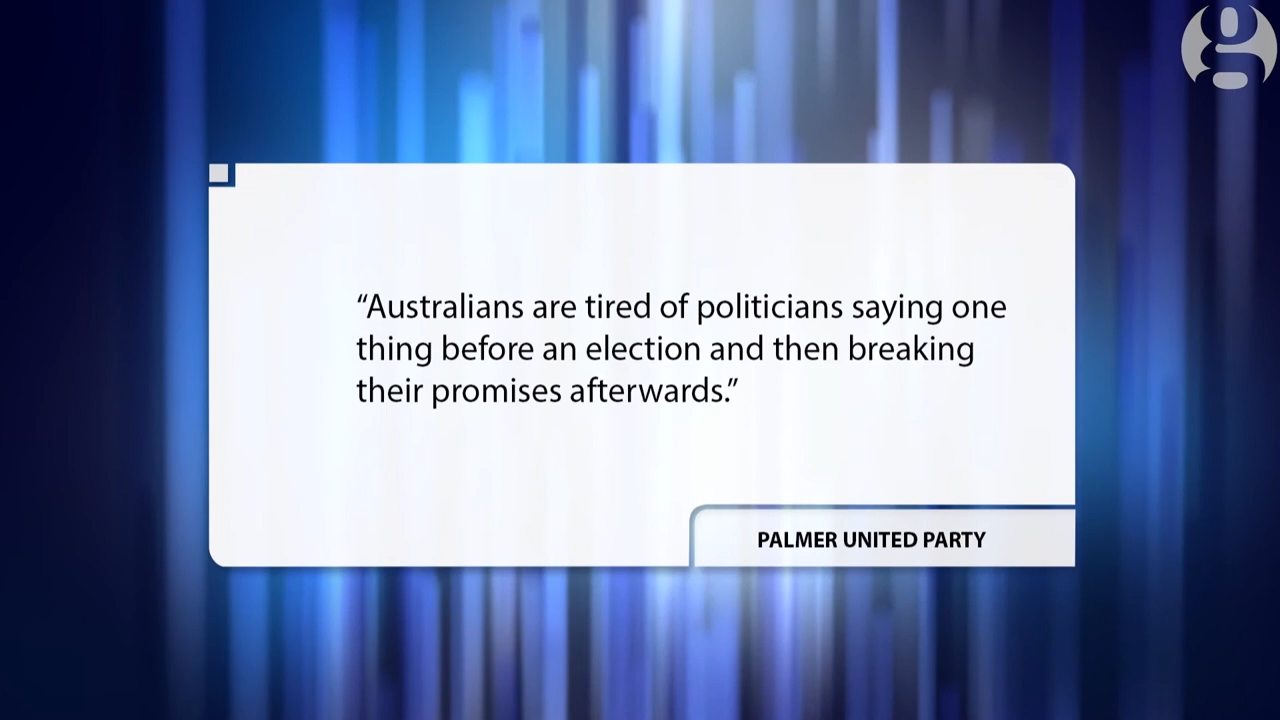 “Australians are tired of politicians saying one
thing before an election and then breaking
their promises afterwards.”
PALMER UNITED PARTY
g